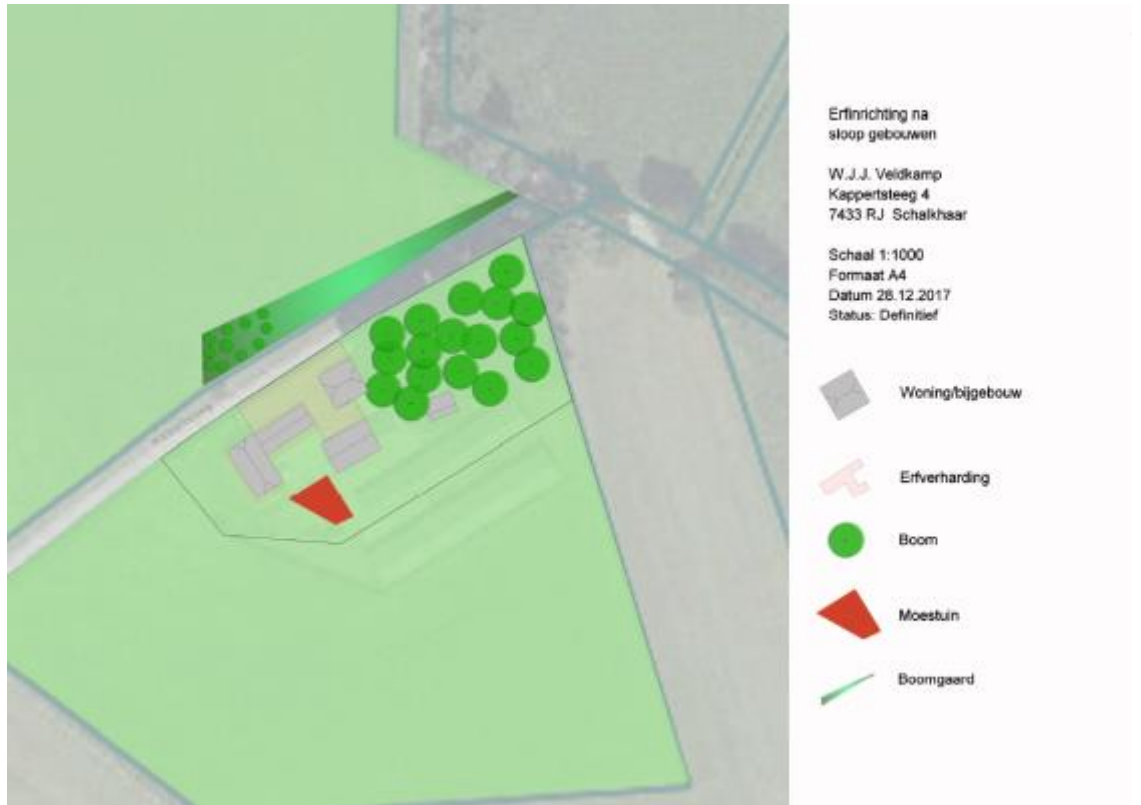 Erfinrichting na
sloop gebouwen
W.J.J. Veldkamp
Kappertsteeg 4
7433 RJ Schalkhaar
Schaal 1:1000
Formaat A4
Datum 28.12.2017
Status: Definitief
Woning/bijgebouw
Erfverharding
Boom
Moestuin
Boomgaard